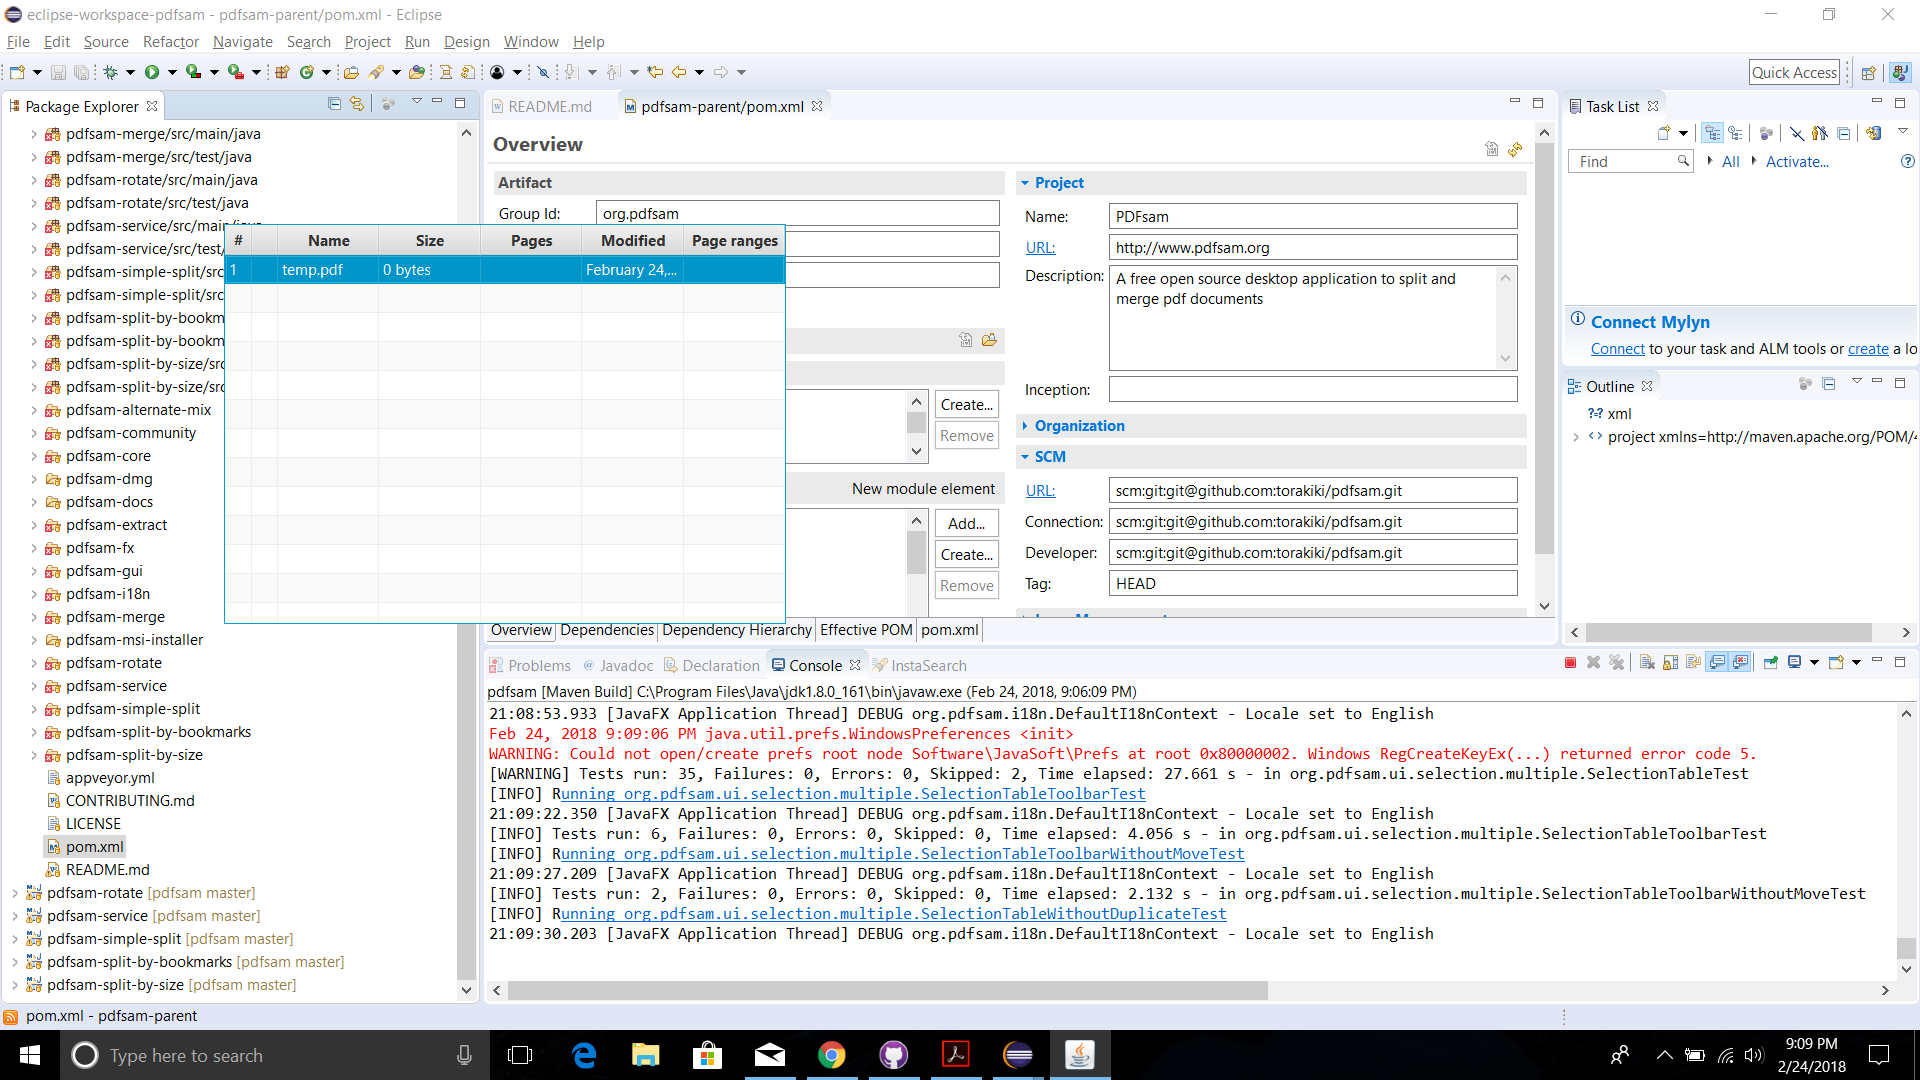 eclipse-workspace-pdfsam - pdfsam-parent/pom.xml - Eclipse
File Edit Source Refactor Navigate Search Project Run Design Window Help
Quick Access
Package Explorer
pdfsam-merge/src/main/java
pdfsam-merge/src/test/java
pdfsam-rotate/src/main/java
pdfsam-rotate/src/test/java
pdfsam-service/src/main/java
pdfsam-service/src/test/
pdfsam-simple-split/src
pdfsam-simple-split/src
pdfsam-split-by-bookm
pdfsam-split-by-bookm
pdfsam-split-by-size/src
pdfsam-split-by-size/src
pdfsam-alternate-mix
pdfsam-community
pdfsam-core
pdfsam-dmg
pdfsam-docs
pdfsam-extract
pdfsam-fx
pdfsam-gui
pdfsam-i18n
pdfsam-merge
pdfsam-msi-installer
pdfsam-rotate
pdfsam-service
pdfsam-simple-split
pdfsam-split-by-bookmarks
pdfsam-split-by-size
appveyor.yml
CONTRIBUTING.md
LICENSE
pom.xml
README.md
pdfsam-rotate [pdfsam master]
pdfsam-service [pdfsam master]
pdfsam-simple-split [pdfsam master]
pdfsam-split-by-bookmarks [pdfsam master]
pdfsam-split-by-size [pdfsam master]
# Name Size Pages Modified Page ranges
1 temp.pdf 0 bytes February 24,...
README.md pdfsam-parent/pom.xml
Overview
Artifact
Group Id: org.pdfsam
Create...
Remove
New module element
Add...
Create...
Remove
Project
Name: PDFsam
URL: http://www.pdfsam.org
Description: A free open source desktop application to split and
merge pdf documents
Inception:
Organization
SCM
URL: scm:git:git@github.com:torakiki/pdfsam.git
Connection: scm:git:git@github.com:torakiki/pdfsam.git
Developer: scm:git:git@github.com:torakiki/pdfsam.git
Tag: HEAD
Overview Dependencies Dependency Hierarchy Effective POM pom.xml
Task List
Find All Activate...
Connect Mylyn
Connect to your task and ALM tools or create a lo
Outline
xml
project xmlns=http://maven.apache.org/POM/4
Problems @ Javadoc Declaration Console InstaSearch
pdfsam [Maven Build] C:\Program Files\Java\jdk1.8.0_161\bin\javaw.exe (Feb 24, 2018, 9:06:09 PM)
21:08:53.933 [JavaFX Application Thread] DEBUG org.pdfsam.i18n.DefaultI18nContext - Locale set to English
Feb 24, 2018 9:09:06 PM java.util.prefs.WindowsPreferences <init>
WARNING: Could not open/create prefs root node Software\JavaSoft\Prefs at root 0x80000002. Windows RegCreateKeyEx(...) returned error code 5.
[WARNING] Tests run: 35, Failures: 0, Errors: 0, Skipped: 2, Time elapsed: 27.661 s - in org.pdfsam.ui.selection.multiple.SelectionTableTest
[INFO] Running org.pdfsam.ui.selection.multiple.SelectionTableToolbarTest
21:09:22.350 [JavaFX Application Thread] DEBUG org.pdfsam.i18n.DefaultI18nContext - Locale set to English
[INFO] Tests run: 6, Failures: 0, Errors: 0, Skipped: 0, Time elapsed: 4.056 s - in org.pdfsam.ui.selection.multiple.SelectionTableToolbarTest
[INFO] Running org.pdfsam.ui.selection.multiple.SelectionTableToolbarWithoutMoveTest
21:09:27.209 [JavaFX Application Thread] DEBUG org.pdfsam.i18n.DefaultI18nContext - Locale set to English
[INFO] Tests run: 2, Failures: 0, Errors: 0, Skipped: 0, Time elapsed: 2.132 s - in org.pdfsam.ui.selection.multiple.SelectionTableToolbarWithoutMoveTest
[INFO] Running org.pdfsam.ui.selection.multiple.SelectionTableWithoutDuplicateTest
21:09:30.203 [JavaFX Application Thread] DEBUG org.pdfsam.i18n.DefaultI18nContext - Locale set to English
pom.xml - pdfsam-parent
Type here to search
9:09 PM
2/24/2018